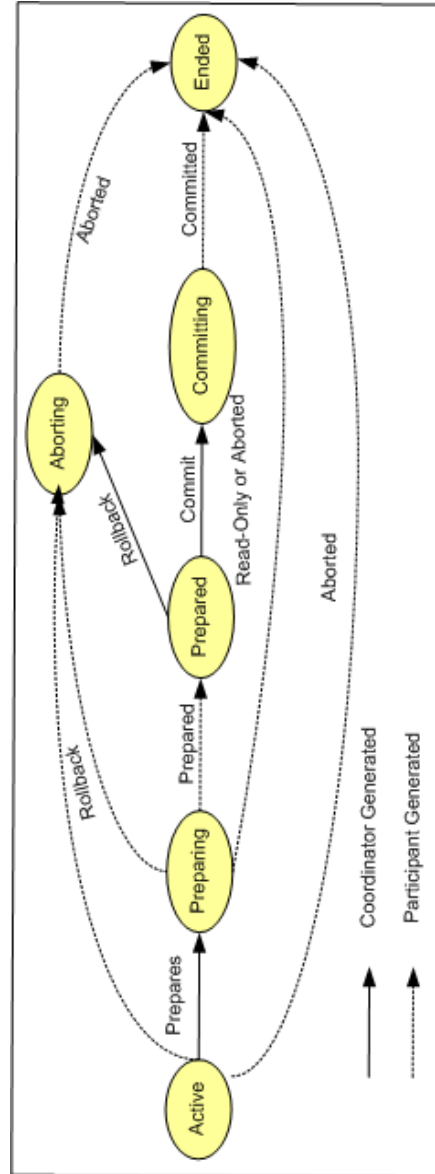 Active
Prepares
Preparing
Prepared
Prepared
Commit
Committing
Committed
Ended
Rollback
Rollback
Aborting
Aborted
Read-Only or Aborted
Aborted
Coordinator Generated
Participant Generated